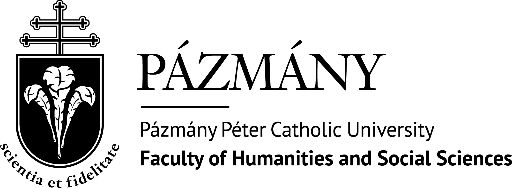 PÁZMÁNY
Pázmány Péter Catholic University
Faculty of Humanities and Social Sciences
scientia et fidelitate